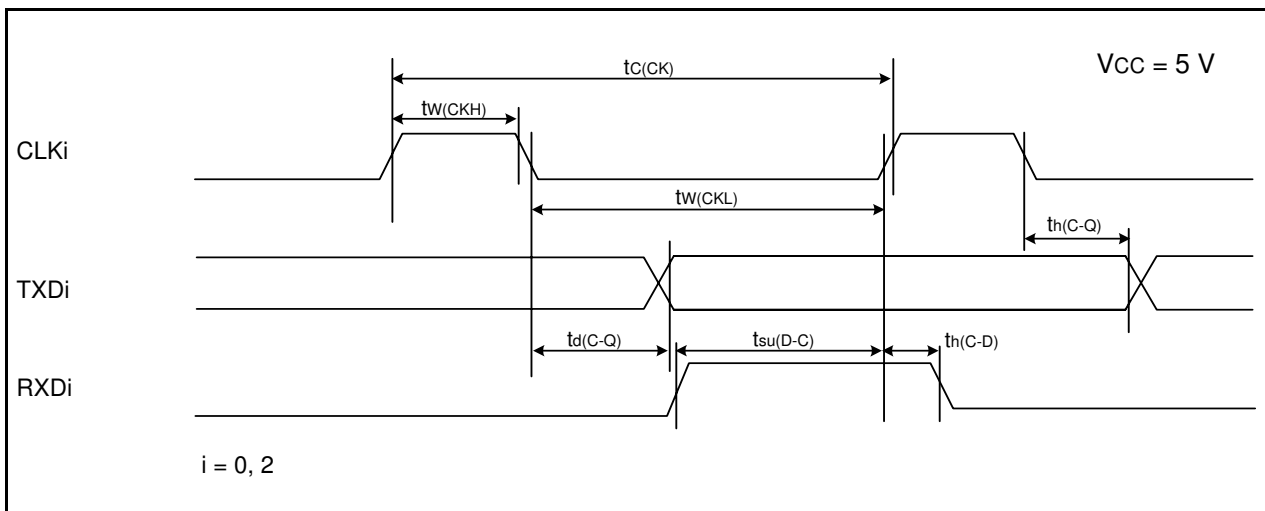 VCC = 5 V
tC(CK)
tW(CKH)
CLKi
tW(CKL)
th(C-Q)
TXDi
td(C-Q)
tsu(D-C)
th(C-D)
RXDi
i = 0, 2